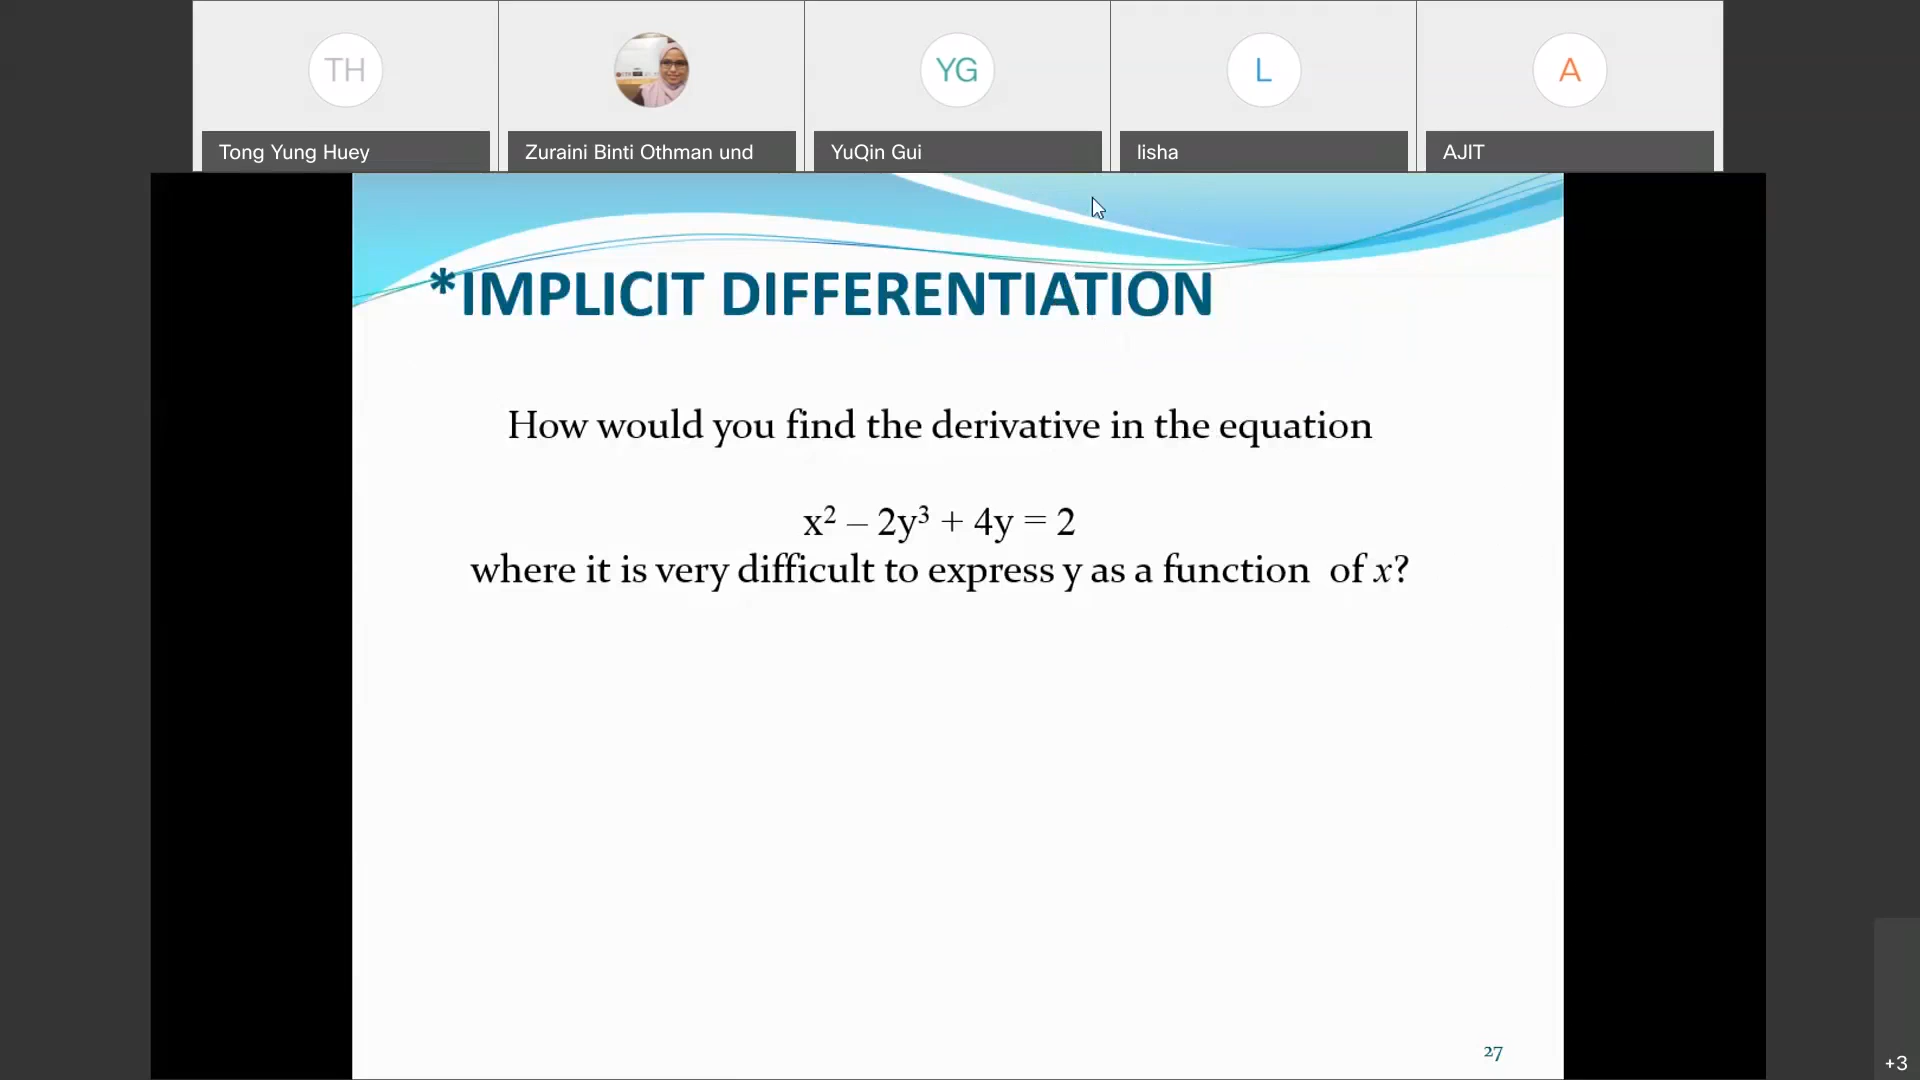 TH
YG
L
A
Tong Yung Huey
Zuraini Binti Othman und
YuQin Gui
lisha
AJIT
*IMPLICIT DIFFERENTIATION
How would you find the derivative in the equation
x² – 2y³ + 4y = 2
where it is very difficult to express y as a function of x?
27
+3